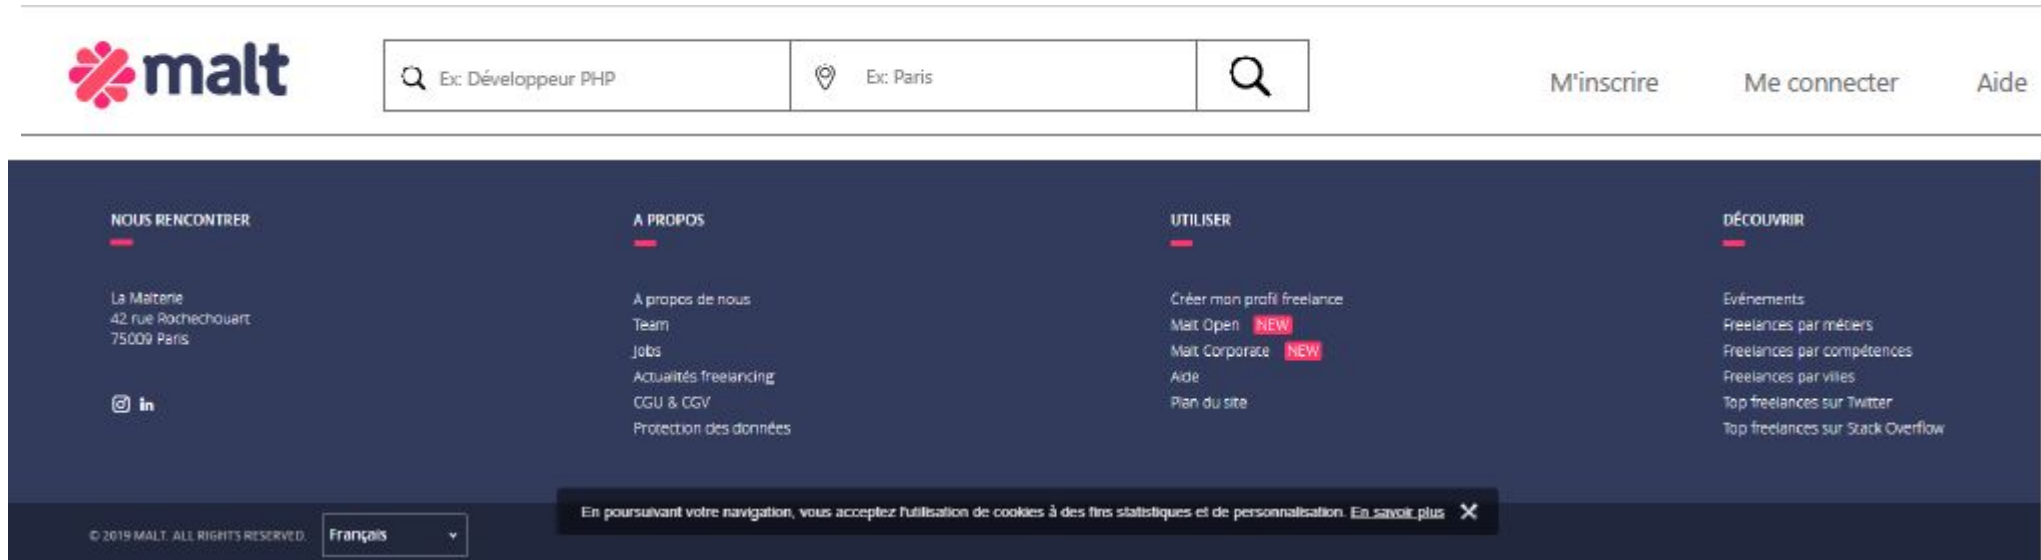 malt
Ex: Développeur PHP
Ex: Paris
M'inscrire
Me connecter
Aide
NOUS RENCONTRER
La Malterie
42 rue Rochechouart
75009 Paris
in
A PROPOS
A propos de nous
Team
Jobs
Actualités freelancing
CGU & CGV
Protection des données
UTILISER
Créer mon profil freelance
Malt Open NEW
Malt Corporate NEW
Aide
Plan du site
DÉCOUVRIR
Evénements
Freelances par métiers
Freelances par compétences
Freelances par villes
Top freelances sur Twitter
Top freelances sur Stack Overflow
En poursuivant votre navigation, vous acceptez l'utilisation de cookies à des fins statistiques et de personnalisation. En savoir plus
© 2019 MALT. ALL RIGHTS RESERVED.
Français